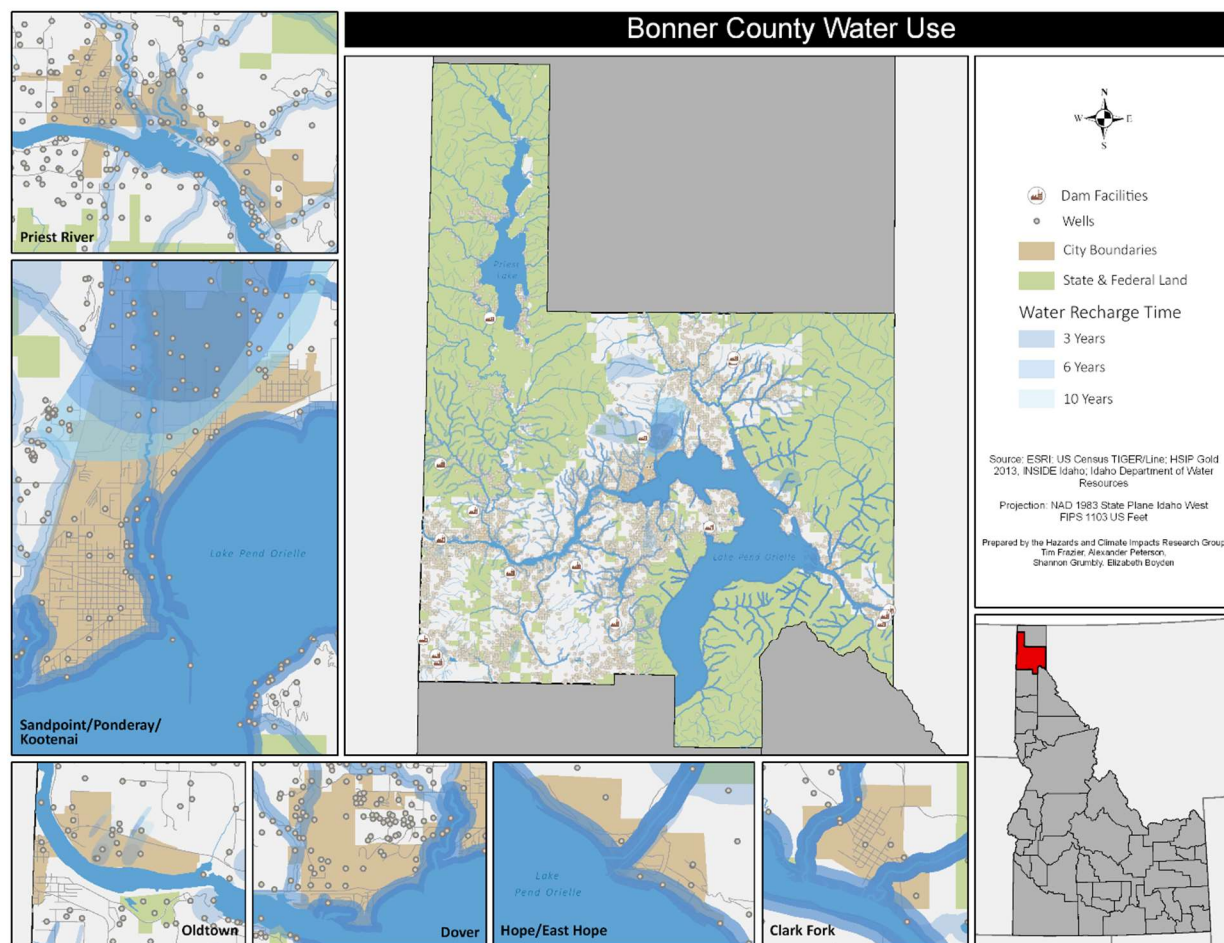 Bonner County Water Use
Priest River
Lake Pend Orielle
Sandpoint/Ponderay/
Kootenai
Oldtown
Dover
Lake
Pend Orielle
Hope/East Hope
Clark Fork
Priest
Lake
Lake Pend Orielle
N
W
E
S
Dam Facilities
Wells
City Boundaries
State & Federal Land
Water Recharge Time
3 Years
6 Years
10 Years
Source: ESRI; US Census TIGER/Line; HSIP Gold
2013, INSIDE Idaho; Idaho Department of Water
Resources
Projection: NAD 1983 State Plane Idaho West
FIPS 1103 US Feet
Prepared by the Hazards and Climate Impacts Research Group
Tim Frazier, Alexander Peterson,
Shannon Grumbly, Elizabeth Boyden